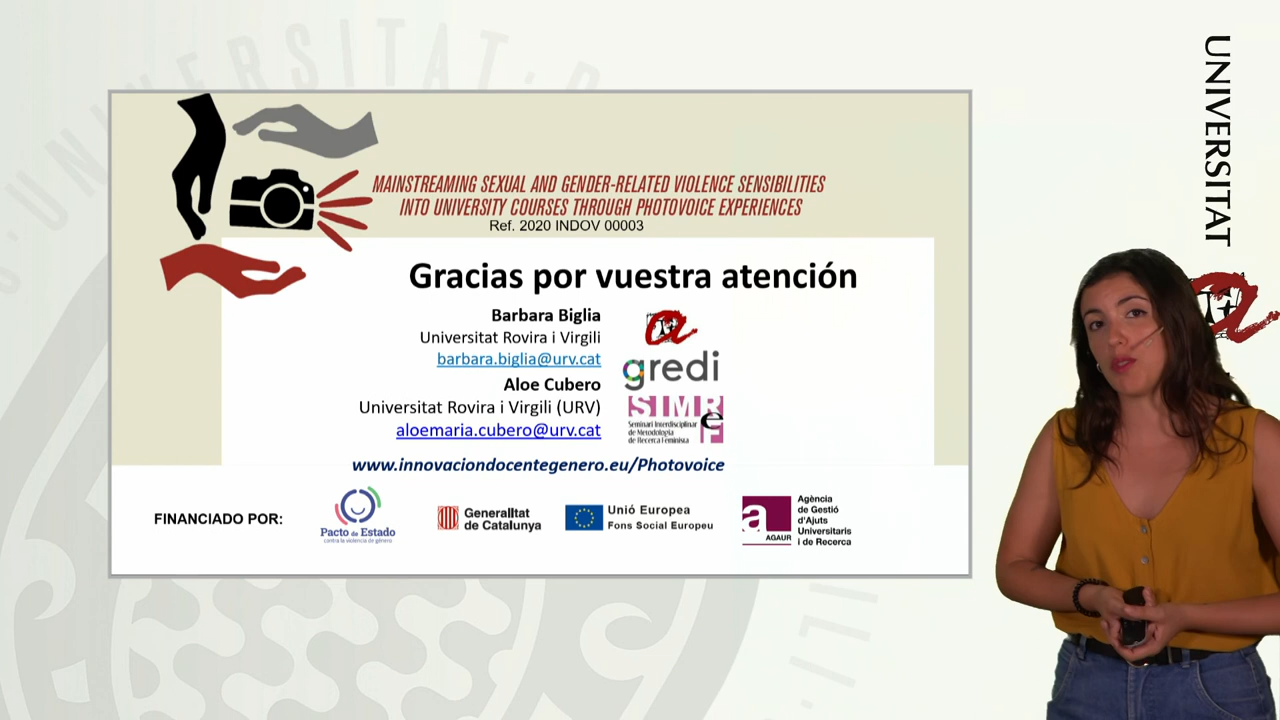 UNIVERSITAT
MAINSTREAMING SEXUAL AND GENDER-RELATED VIOLENCE SENSIBILITIES
INTO UNIVERSITY COURSES THROUGH PHOTOVOICE EXPERIENCES
Ref. 2020 INDOV 00003
Gracias por vuestra atención
Barbara Biglia
Universitat Rovira i Virgili
barbara.biglia@urv.cat
gredi
Aloe Cubero
Universitat Rovira i Virgili (URV)
aloemaria.cubero@urv.cat
SIMReF
Seminari Interdisciplinar
de Metodologia
de Recerca Feminista
www.innovaciondocentegenero.eu/Photovoice
FINANCIADO POR:
Pacto de Estado
contra la violencia de género
Generalitat
de Catalunya
Unió Europea
Fons Social Europeu
a
AGAUR
Agència
de Gestió
d'Ajuts
Universitaris
i de Recerca
UNIVERSITAT